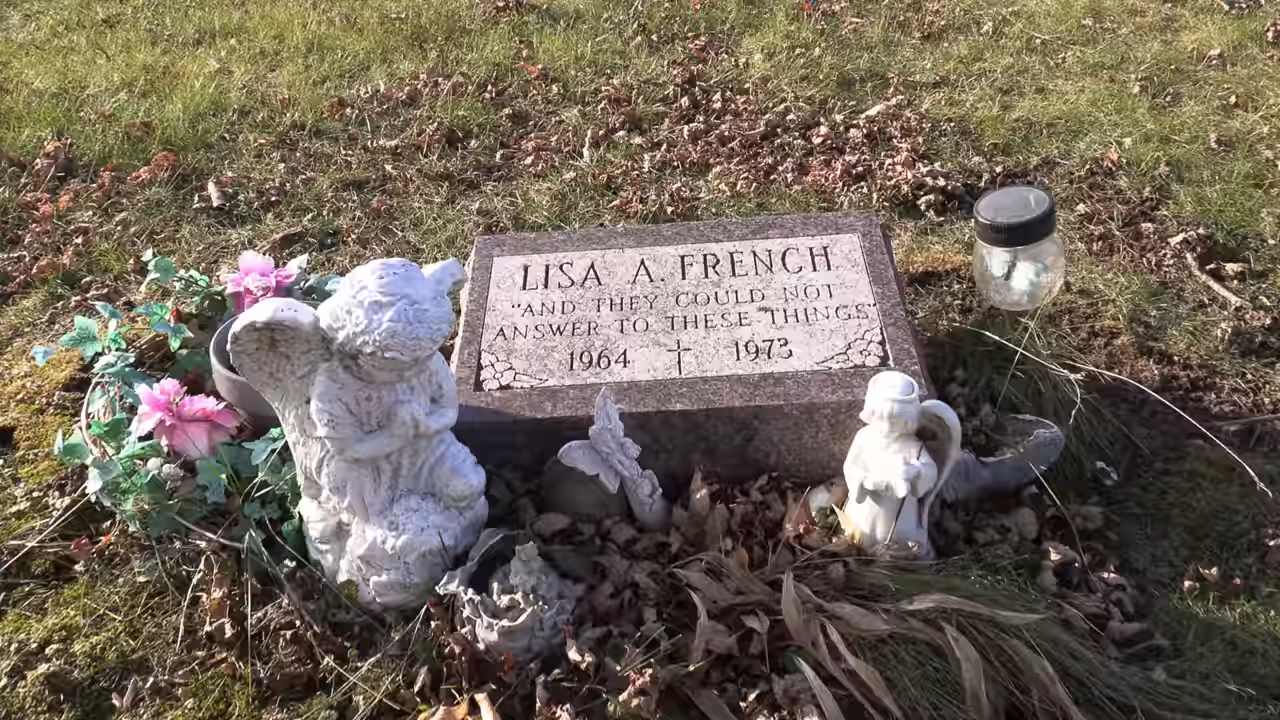 LISA A. FRENCH
"AND THEY COULD NOT
ANSWER TO THESE THINGS"
1964 1973